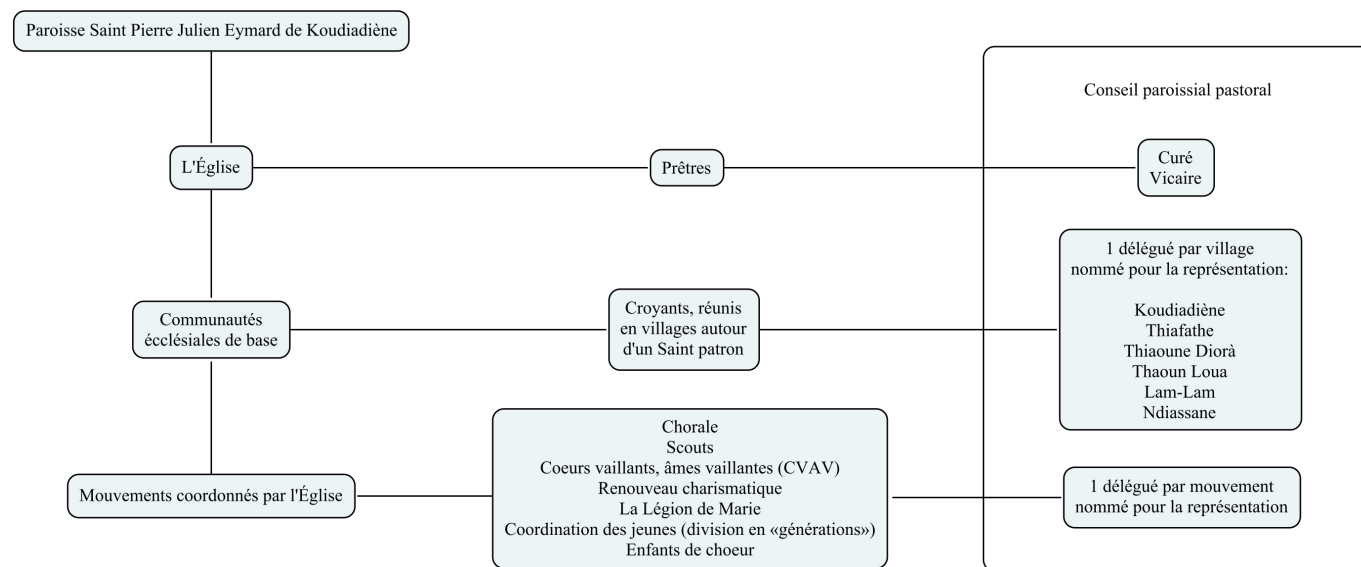 Paroisse Saint Pierre Julien Eymard de Koudiadiène
Conseil paroissial pastoral
L'Église
Prêtres
Curé
Vicaire
Communautés
écclésiales de base
Croyants, réunis
en villages autour
d'un Saint patron
1 délégué par village
nommé pour la représentation:
Koudiadiène
Thiafathe
Thiaoune Diorà
Thaoun Loua
Lam-Lam
Ndiassane
Mouvements coordonnés par l'Église
Chorale
Scouts
Coeurs vaillants, âmes vaillantes (CVAV)
Renouveau charismatique
La Légion de Marie
Coordination des jeunes (division en «générations»)
Enfants de choeur
1 délégué par mouvement
nommé pour la représentation